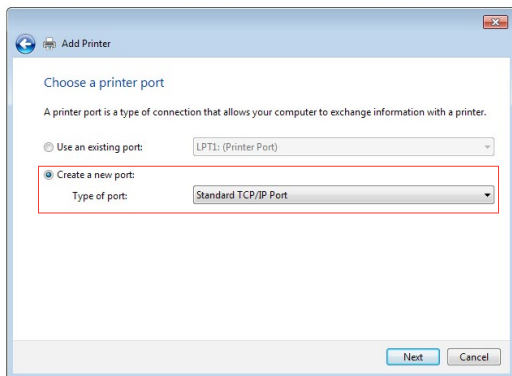 Add Printer
Choose a printer port
A printer port is a type of connection that allows your computer to exchange information with a printer.
Use an existing port: LPT1: (Printer Port)
Create a new port:
Type of port: Standard TCP/IP Port
Next Cancel